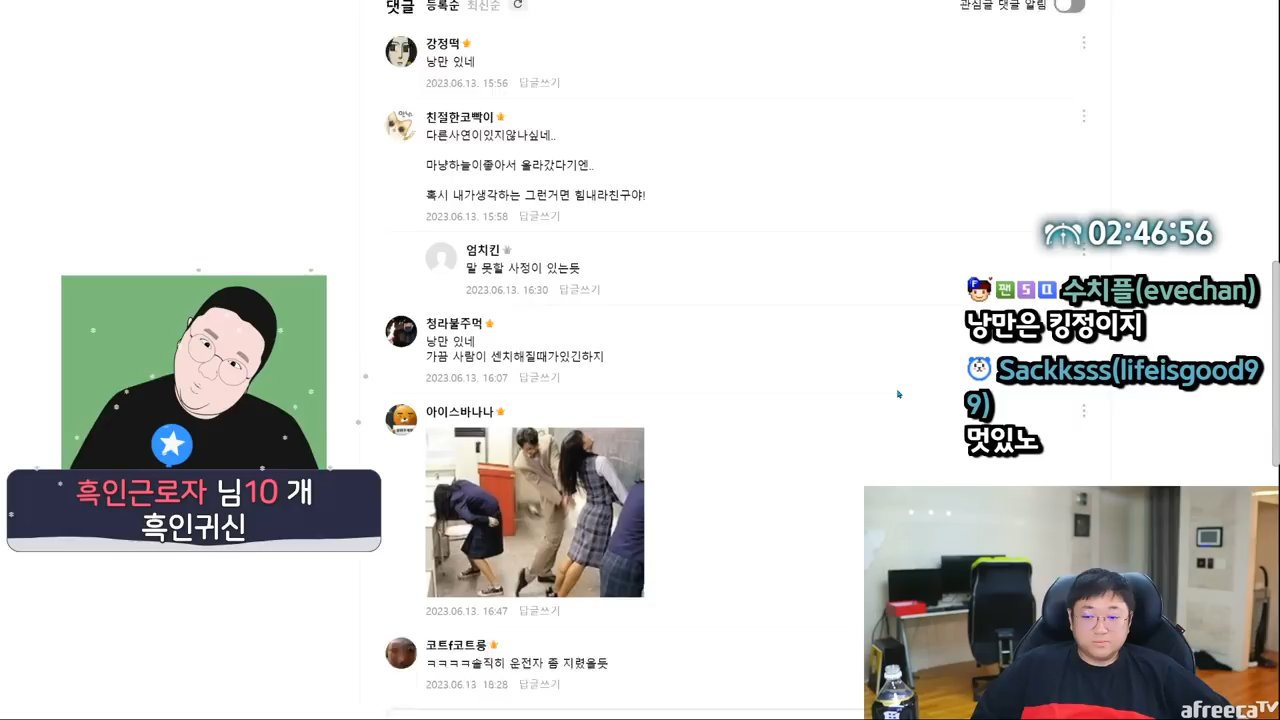 댓글 등록순 최신순
관심글 댓글 알림
강정떡
낭만 있네
2023.06.13. 15:56 답글쓰기
친절한코빡이
다른사연이있지않나싶네..
마냥하늘이좋아서 올라갔다기엔..
혹시 내가생각하는 그런거면 힘내라친구야!
2023.06.13. 15:58 답글쓰기
엄치킨
말 못할 사정이 있는듯
2023.06.13. 16:30 답글쓰기
청라불주먹
낭만 있네
가끔 사람이 센치해질때가있긴하지
2023.06.13. 16:07 답글쓰기
아이스바나나
2023.06.13. 16:47 답글쓰기
코트f코트릉
ㅋㅋㅋㅋ솔직히 운전자 좀 지렸을듯
2023.06.13. 18:28 답글쓰기
흑인근로자 님10 개
흑인귀신
02:46:56
팬 5 a 수치플(evechan)
낭만은 킹정이지
Sackksss(lifeisgood9
9)
멋있노
afreecaTV